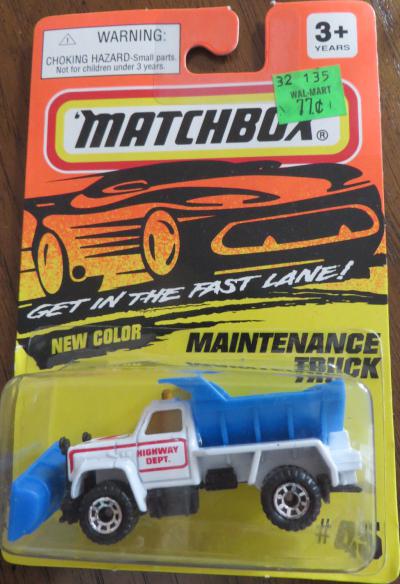 ⚠ WARNING:
CHOKING HAZARD-Small parts.
Not for children under 3 years.
3+
YEARS
32 135
WAL-MART
77¢
MATCHBOX®
GET IN THE FAST LANE!
NEW COLOR
MAINTENANCE
TRUCK
HIGHWAY
DEPT.
#45